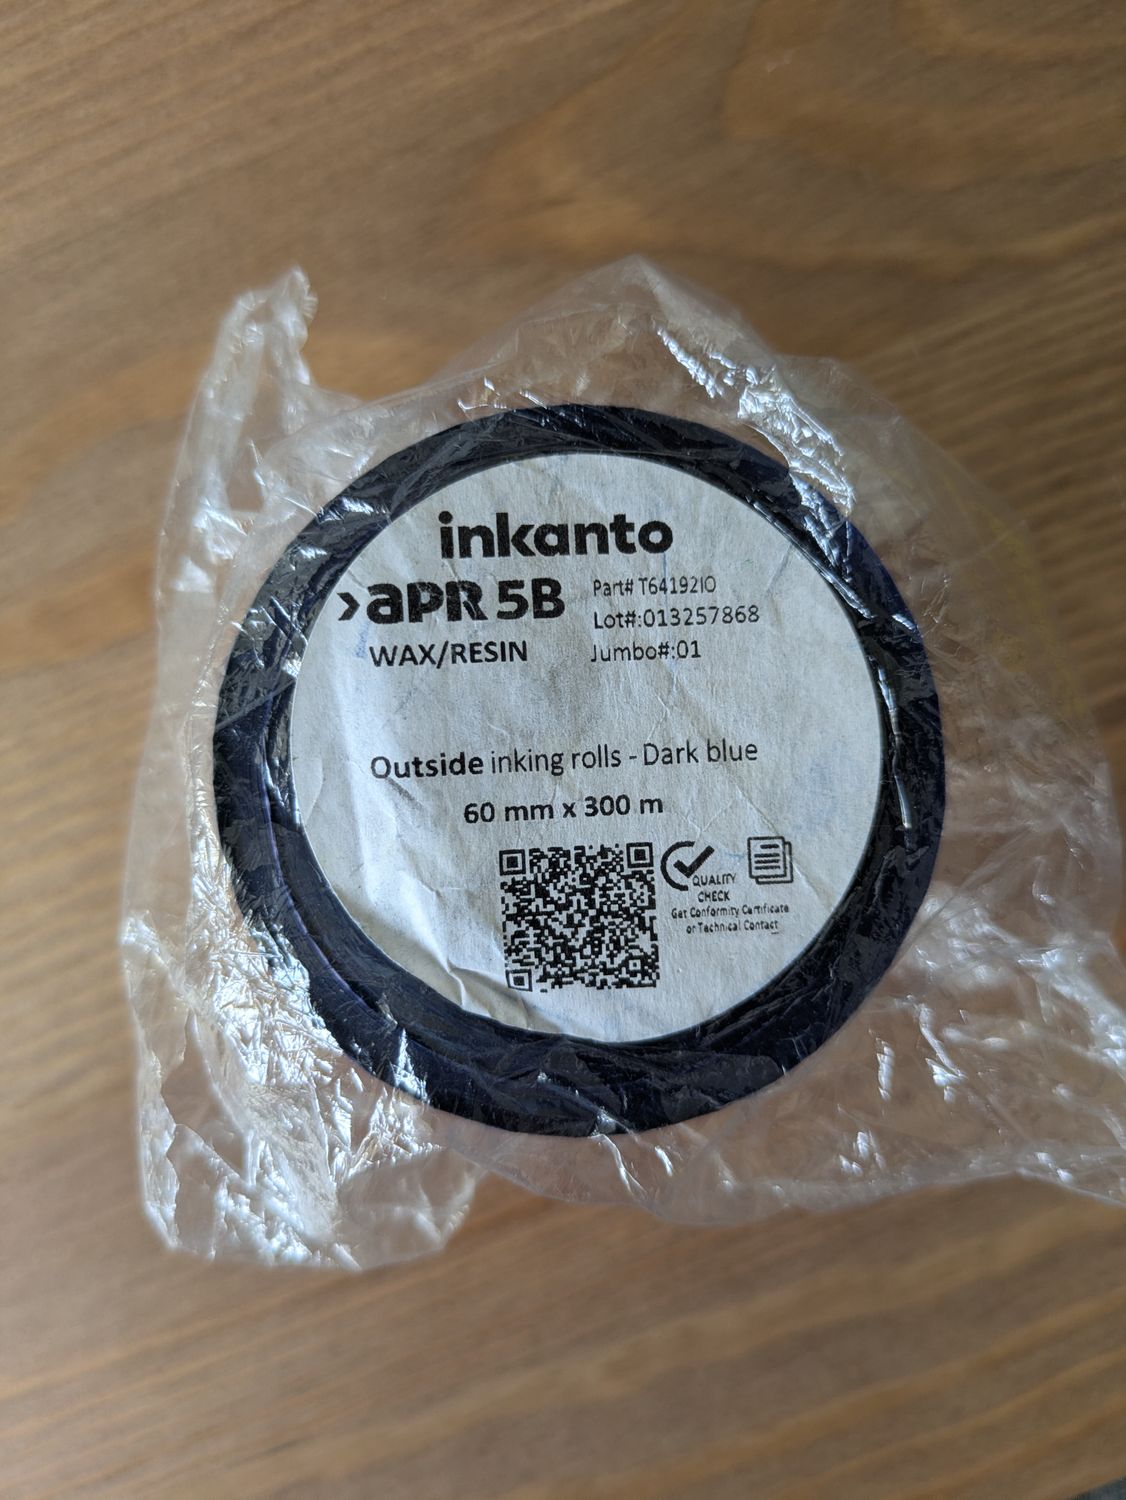 inkanto
›aPR 5B
WAX/RESIN
Part# T64192IO
Lot#:013257868
Jumbo#:01
Outside inking rolls - Dark blue
60 mm x 300 m
QUALITY
CHECK
Get Conformity Certificate
or Technical Contact